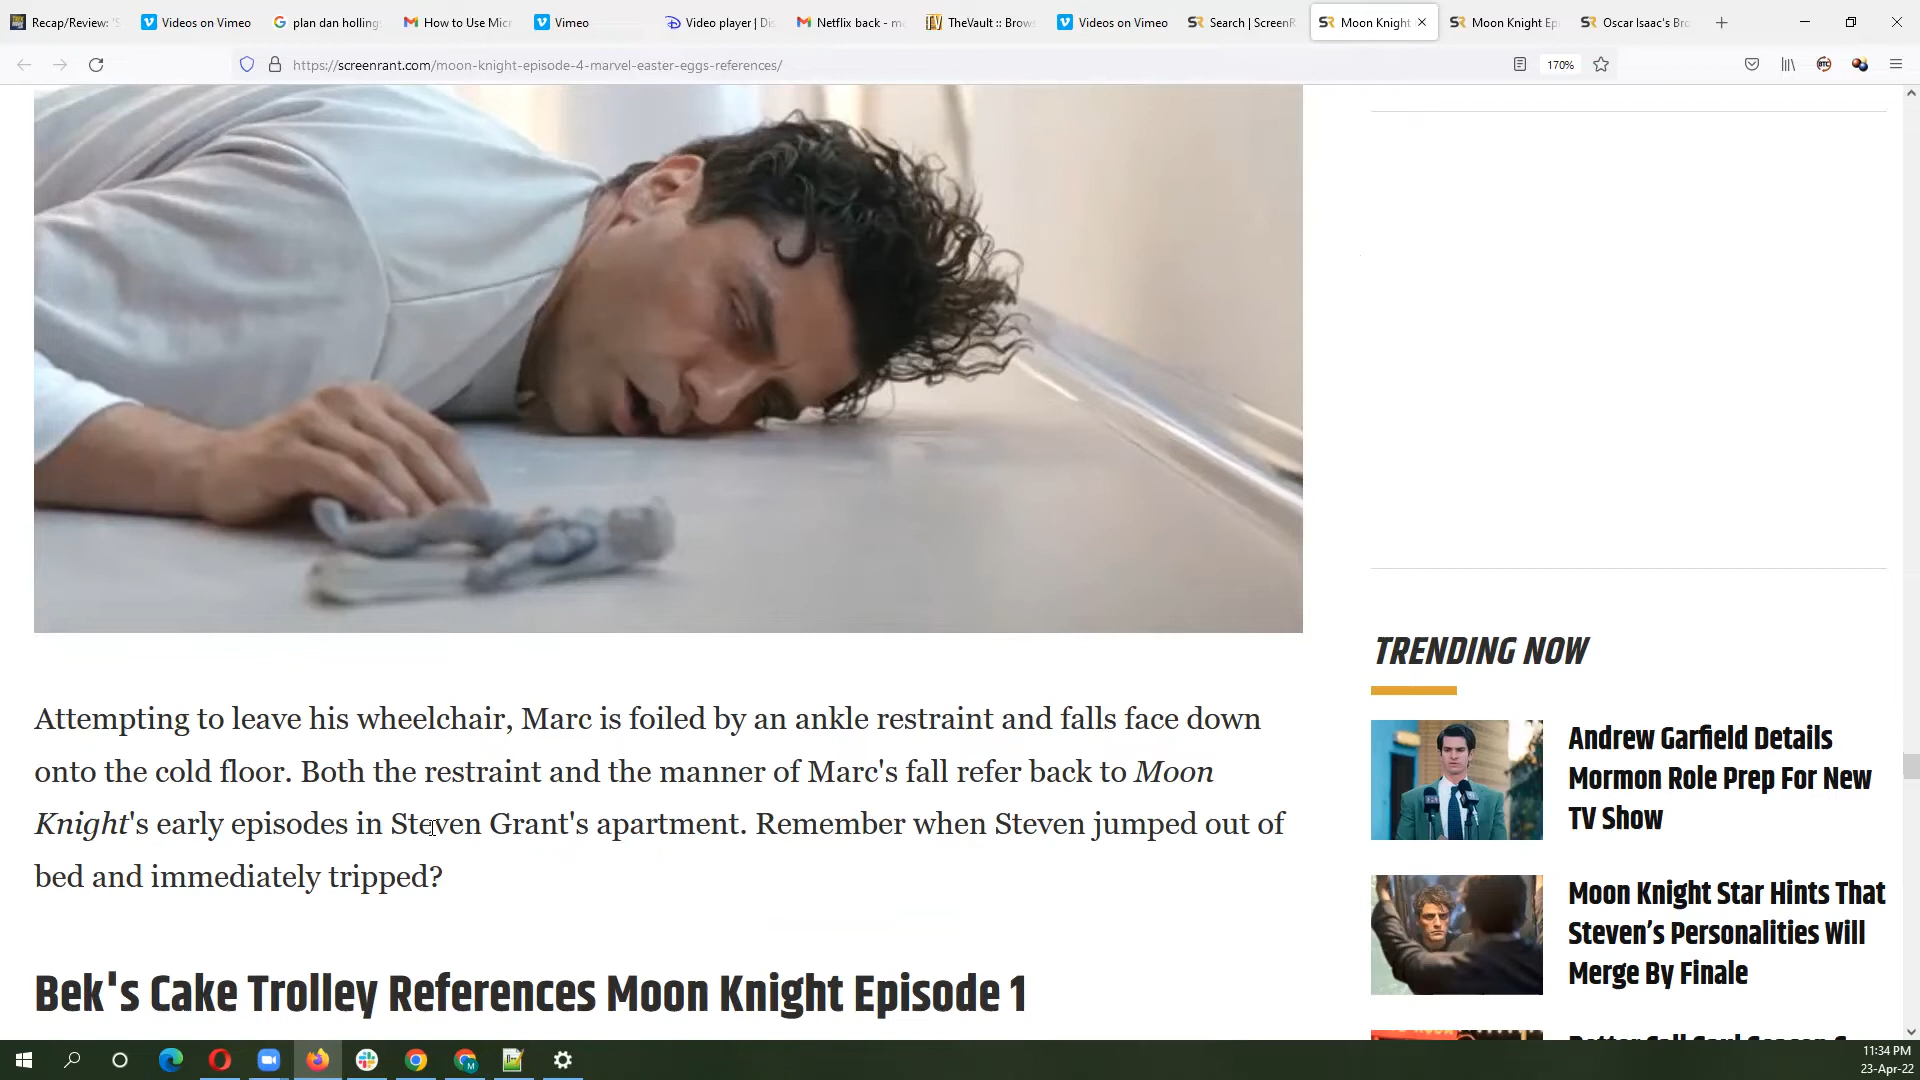 Recap/Review: 'S
Videos on Vimeo
plan dan holling
How to Use Micr
Vimeo
Video player | Dis
Netflix back - ma
TheVault :: Brows
Videos on Vimeo
Search | ScreenR
Moon Knight
Moon Knight Epi
Oscar Isaac's Bro
https://screenrant.com/moon-knight-episode-4-marvel-easter-eggs-references/
170%
Attempting to leave his wheelchair, Marc is foiled by an ankle restraint and falls face down
onto the cold floor. Both the restraint and the manner of Marc's fall refer back to Moon
Knight's early episodes in Steven Grant's apartment. Remember when Steven jumped out of
bed and immediately tripped?
Bek's Cake Trolley References Moon Knight Episode 1
TRENDING NOW
Andrew Garfield Details
Mormon Role Prep For New
TV Show
Moon Knight Star Hints That
Steven’s Personalities Will
Merge By Finale
11:34 PM
23-Apr-22